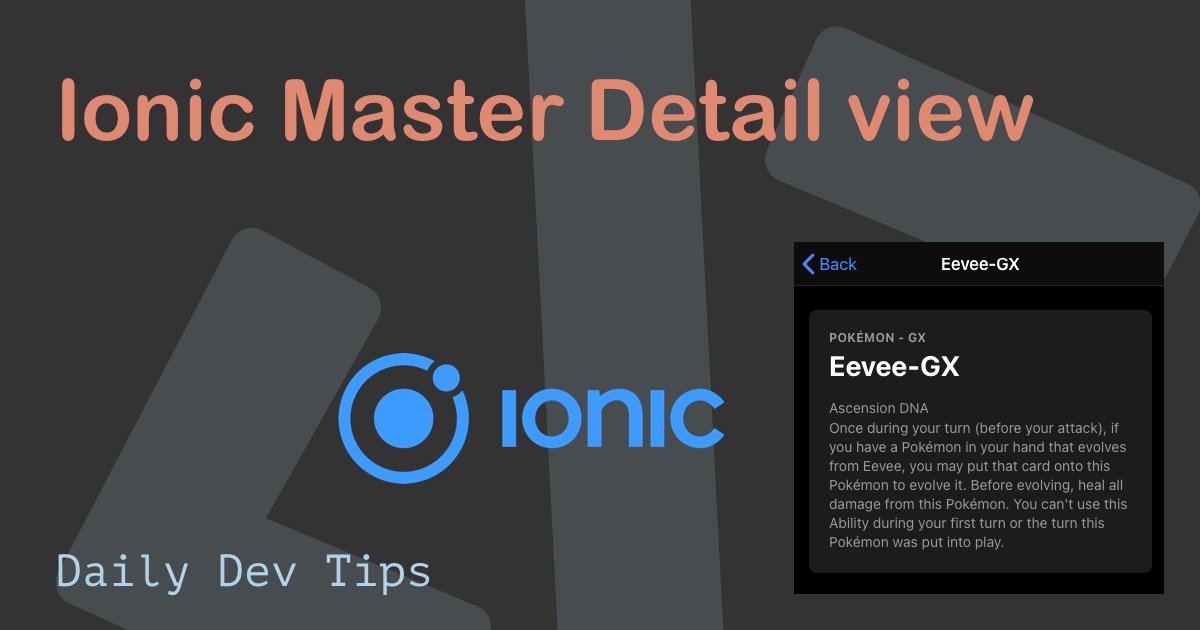 Ionic Master Detail view
Back
Eevee-GX
POKÉMON - GX
Eevee-GX
Ascension DNA
Once during your turn (before your attack), if
you have a Pokémon in your hand that evolves
from Eevee, you may put that card onto this
Pokémon to evolve it. Before evolving, heal all
damage from this Pokémon. You can't use this
Ability during your first turn or the turn this
Pokémon was put into play.
IONIC
Daily Dev Tips